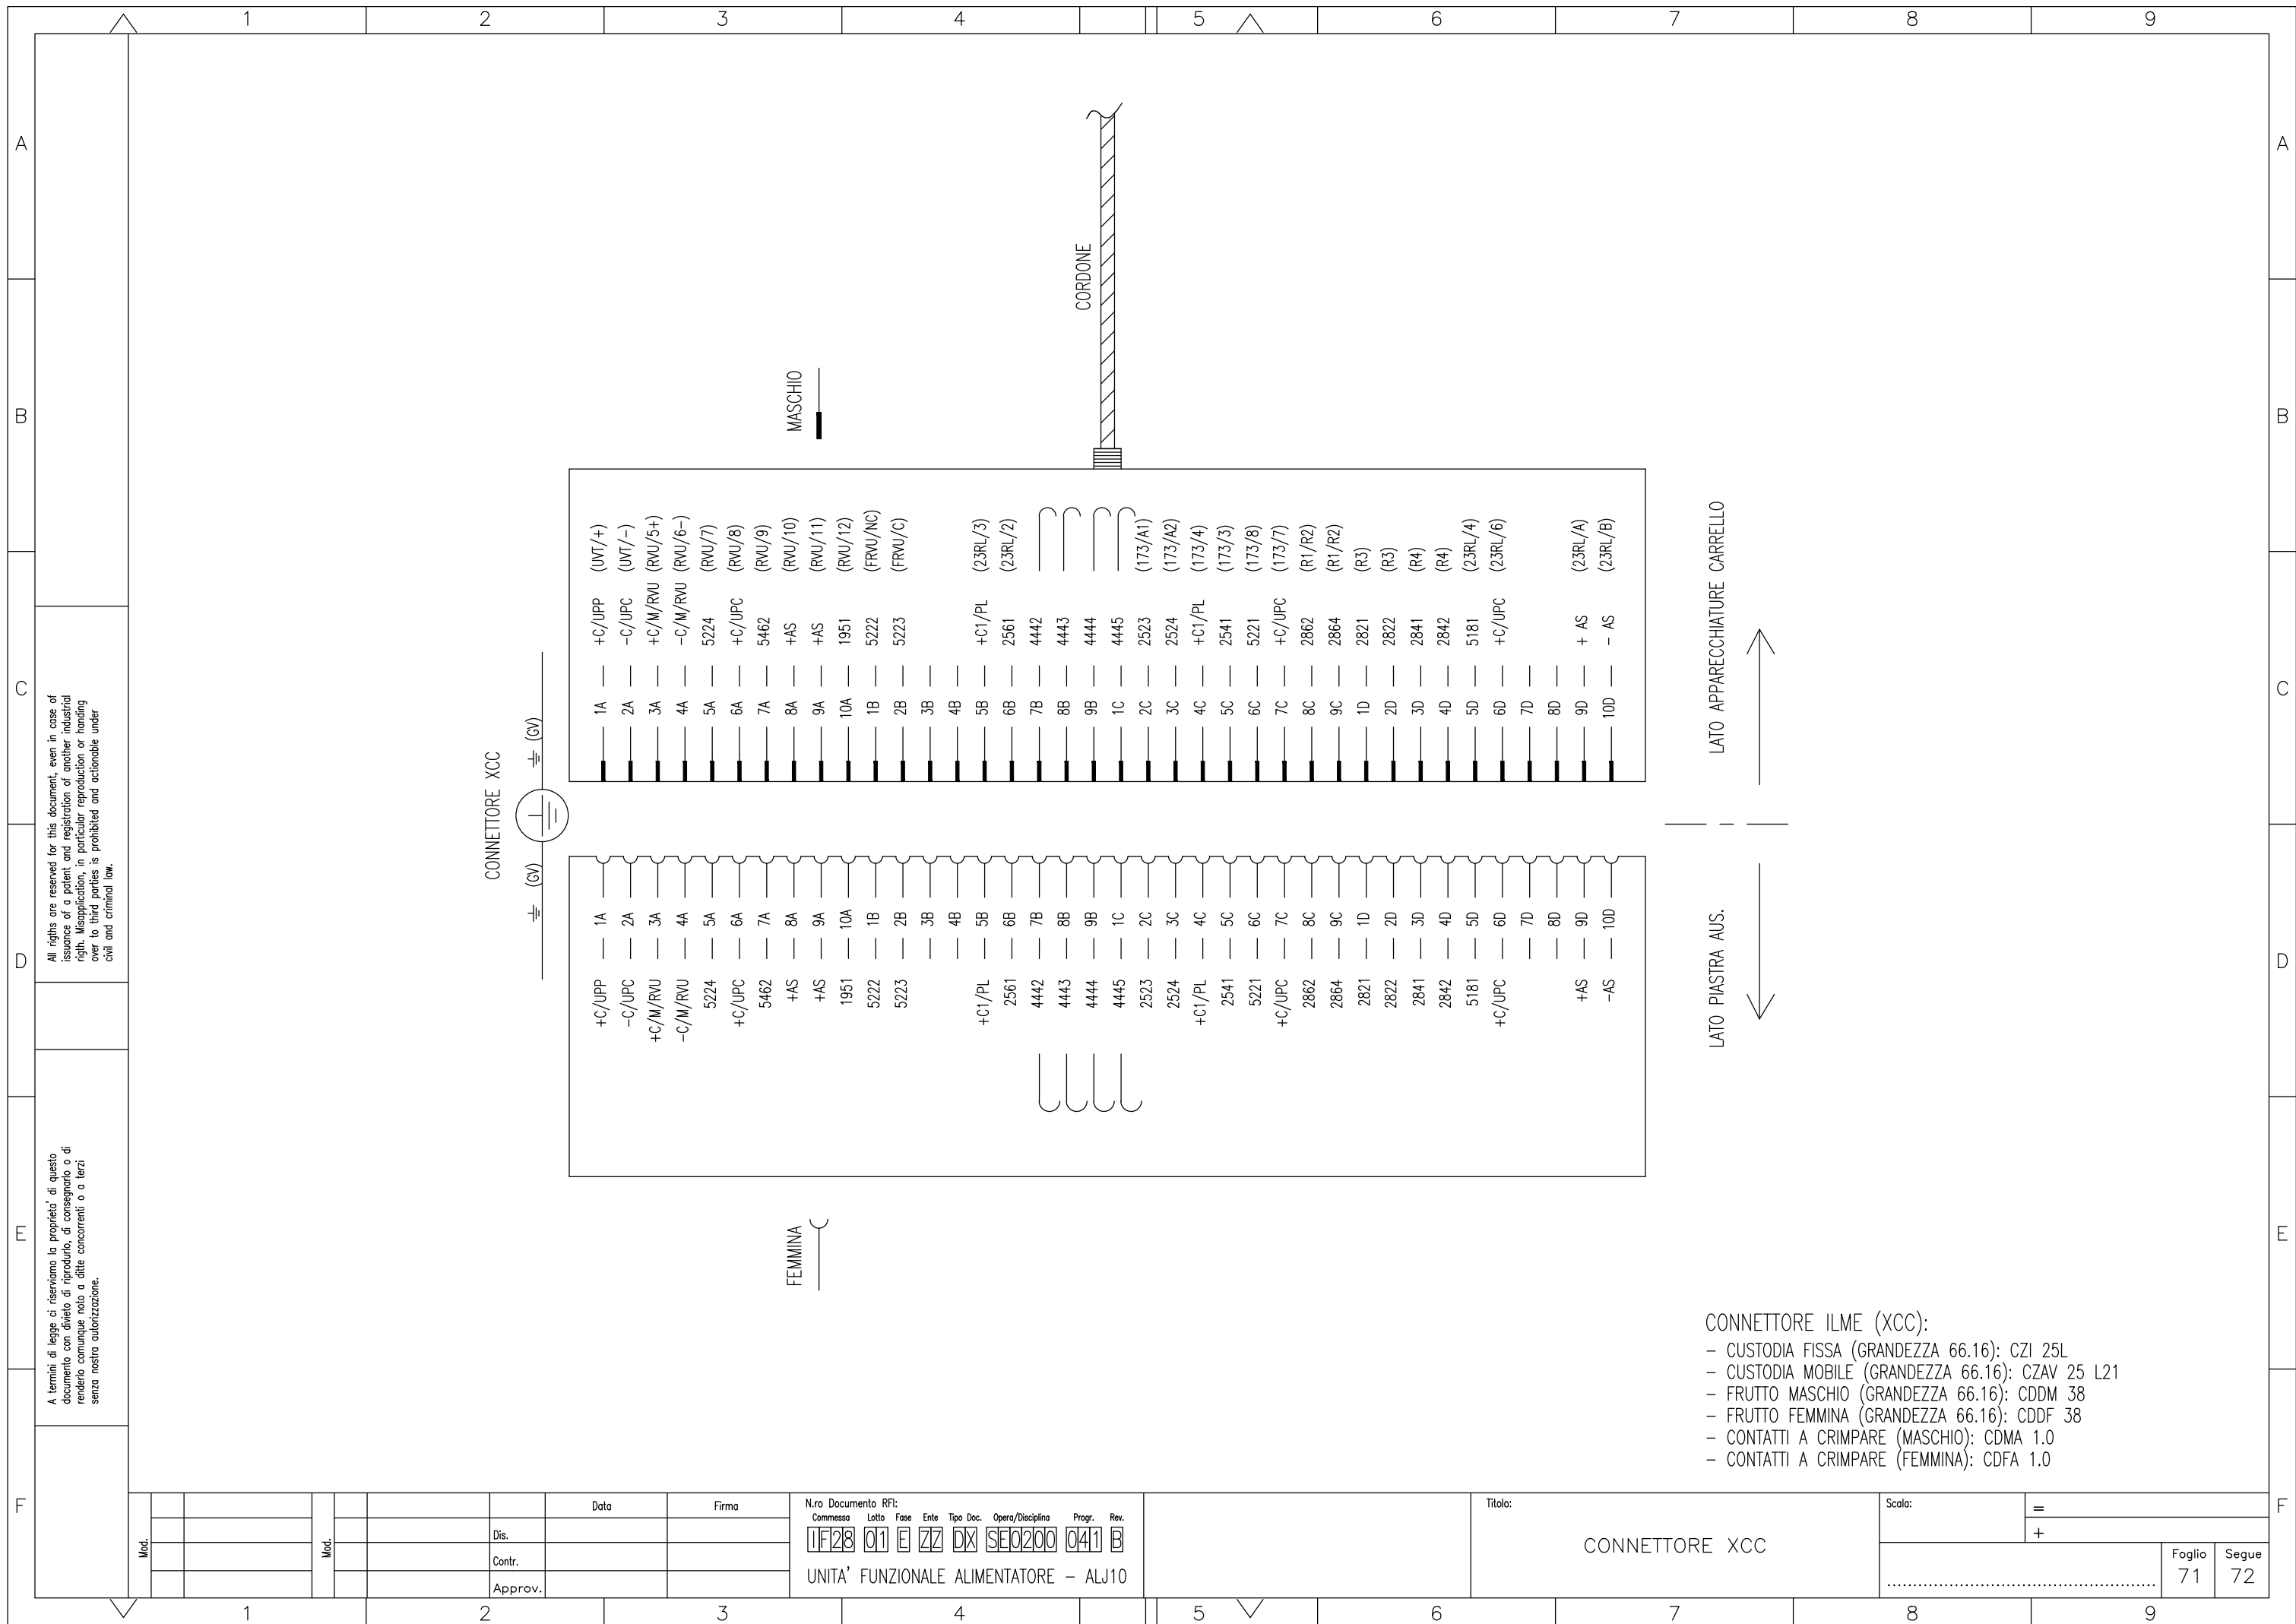 1 2 3 4 5 6 7 8 9
A A
B B
C C
D D
E E
F F
CORDONE
MASCHIO
(UVT/+) (UVT/-) (RVU/5+) (RVU/6-) (RVU/7) (RVU/8) (RVU/9) (RVU/10) (RVU/11) (RVU/12) (FRVU/NC) (FRVU/C) (23RL/3) (23RL/2) (173/A1) (173/A2) (173/4) (173/3) (173/8) (173/7) (R1/R2) (R1/R2) (R3) (R3) (R4) (R4) (23RL/4) (23RL/6) (23RL/A) (23RL/B)
+C/UPP -C/UPC +C/M/RVU -C/M/RVU 5224 +C/UPC 5462 +AS +AS 1951 5222 5223 +C1/PL 2561 4442 4443 4444 4445 2523 2524 +C1/PL 2541 5221 +C/UPC 2862 2864 2821 2822 2841 2842 5181 +C/UPC + AS - AS
1A 2A 3A 4A 5A 6A 7A 8A 9A 10A 1B 2B 3B 4B 5B 6B 7B 8B 9B 1C 2C 3C 4C 5C 6C 7C 8C 9C 1D 2D 3D 4D 5D 6D 7D 8D 9D 10D
LATO APPARECCHIATURE CARRELLO
CONNETTORE XCC
(GV)
(GV)
1A 2A 3A 4A 5A 6A 7A 8A 9A 10A 1B 2B 3B 4B 5B 6B 7B 8B 9B 1C 2C 3C 4C 5C 6C 7C 8C 9C 1D 2D 3D 4D 5D 6D 7D 8D 9D 10D
+C/UPP -C/UPC +C/M/RVU -C/M/RVU 5224 +C/UPC 5462 +AS +AS 1951 5222 5223 +C1/PL 2561 4442 4443 4444 4445 2523 2524 +C1/PL 2541 5221 +C/UPC 2862 2864 2821 2822 2841 2842 5181 +C/UPC +AS -AS
LATO PIASTRA AUS.
FEMMINA
All rigths are reserved for this document, even in case of
issuance of a patent and registration of another industrial
rigth. Misapplication, in particular reproduction or handing
over to third parties is prohibited and actionable under
civil and criminal law.
A termini di legge ci riserviamo la proprieta' di questo
documento con divieto di riprodurlo, di consegnarlo o di
renderlo comunque noto a ditte concorrenti o a terzi
senza nostra autorizzazione.
CONNETTORE ILME (XCC):
- CUSTODIA FISSA (GRANDEZZA 66.16): CZI 25L
- CUSTODIA MOBILE (GRANDEZZA 66.16): CZAV 25 L21
- FRUTTO MASCHIO (GRANDEZZA 66.16): CDDM 38
- FRUTTO FEMMINA (GRANDEZZA 66.16): CDDF 38
- CONTATTI A CRIMPARE (MASCHIO): CDMA 1.0
- CONTATTI A CRIMPARE (FEMMINA): CDFA 1.0
Mod. Mod.
Data Firma
Dis.
Contr.
Approv.
N.ro Documento RFI:
Commessa Lotto Fase Ente Tipo Doc. Opera/Disciplina Progr. Rev.
IF28 01 E ZZ DX SE0200 041 B
UNITA' FUNZIONALE ALIMENTATORE - ALJ10
Titolo:
CONNETTORE XCC
Scala:
=
+
Foglio Segue
71 72
1 2 3 4 5 6 7 8 9